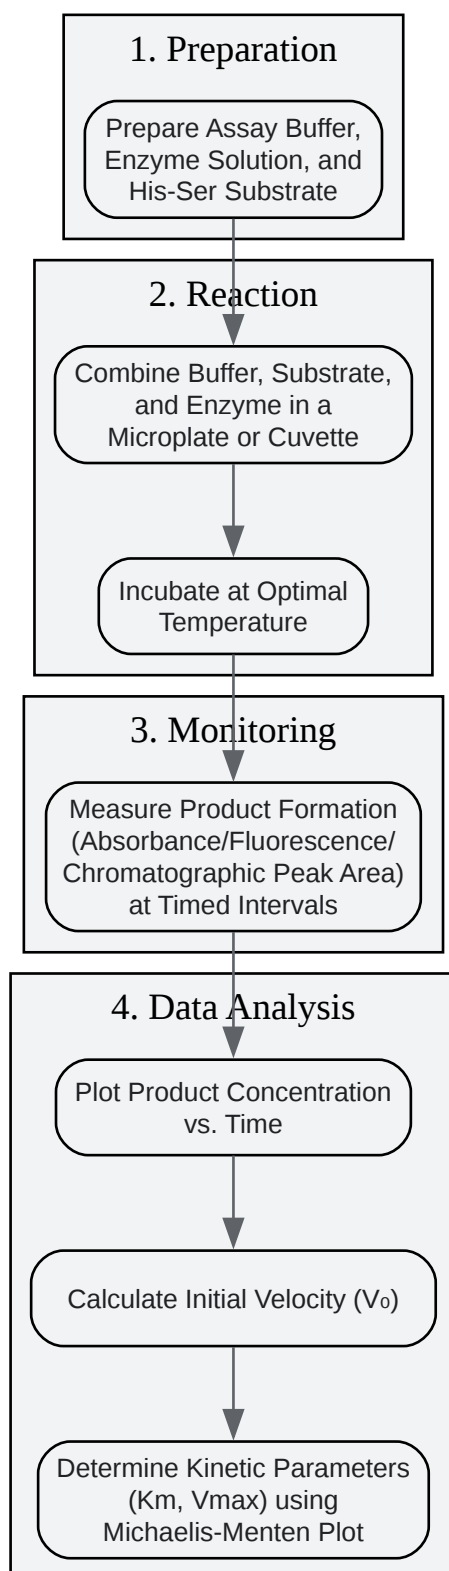 1. Preparation
Prepare Assay Buffer,
Enzyme Solution, and
His-Ser Substrate
2. Reaction
Combine Buffer, Substrate,
and Enzyme in a
Microplate or Cuvette
Incubate at Optimal
Temperature
3. Monitoring
Measure Product Formation
(Absorbance/Fluorescence/
Chromatographic Peak Area)
at Timed Intervals
4. Data Analysis
Plot Product Concentration
vs. Time
Calculate Initial Velocity (V₀)
Determine Kinetic Parameters
(Km, Vmax) using
Michaelis-Menten Plot